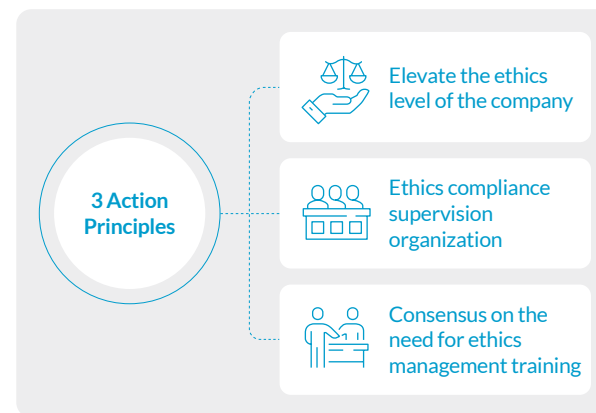 3 Action
Principles
Elevate the ethics
level of the company
Ethics compliance
supervision
organization
Consensus on the
need for ethics
management training